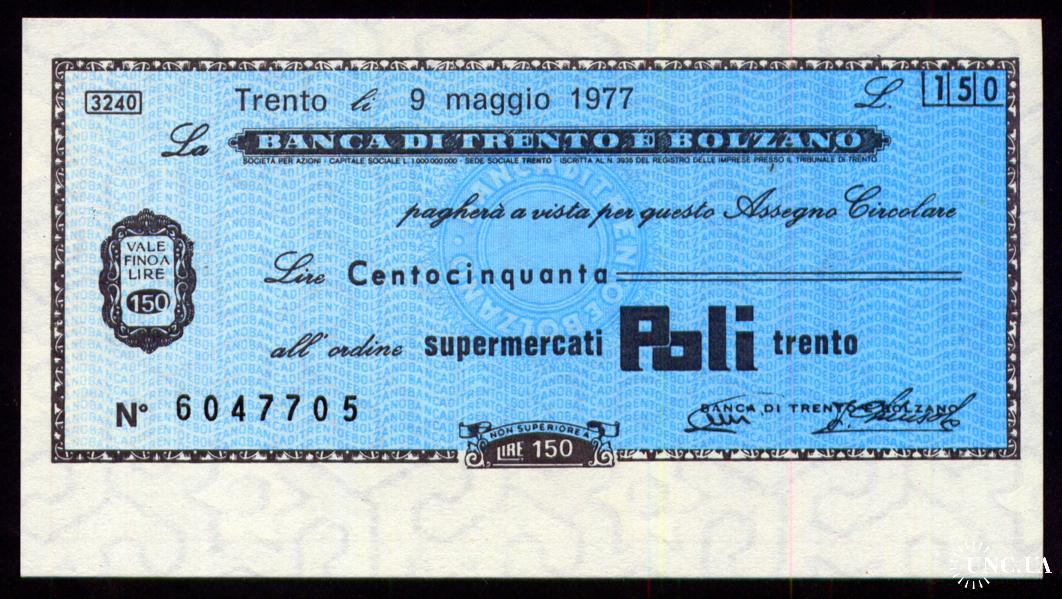 3240 Trento lì 9 maggio 1977 L. 150
La BANCA DI TRENTO E BOLZANO
SOCIETÀ PER AZIONI - CAPITALE SOCIALE L. 1.000.000.000 - SEDE SOCIALE TRENTO - ISCRITTA AL N. 3935 DEL REGISTRO DELLE IMPRESE PRESSO IL TRIBUNALE DI TRENTO
pagherà a vista per questo Assegno Circolare
VALE
FINO A
LIRE
150
Lire Centocinquanta
all' ordine supermercati Poli trento
N° 6047705
BANCA DI TRENTO E BOLZANO
NON SUPERIORE A
LIRE 150
UNC.UA